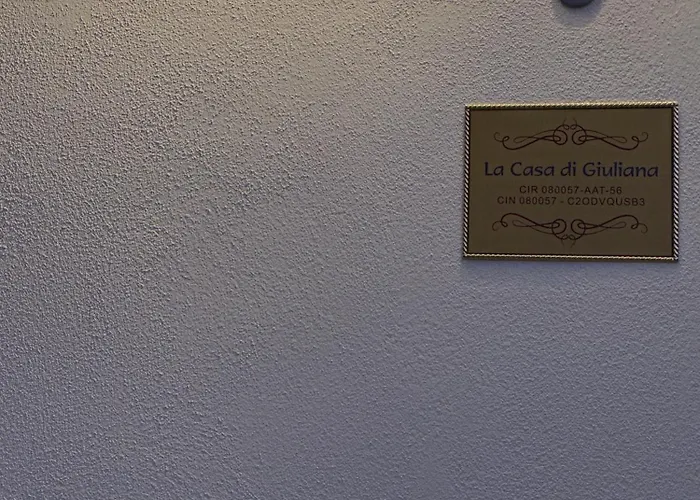 La Casa di Giuliana
CIR 080057-AAT-56
CIN 080057 - C2ODVQUSB3